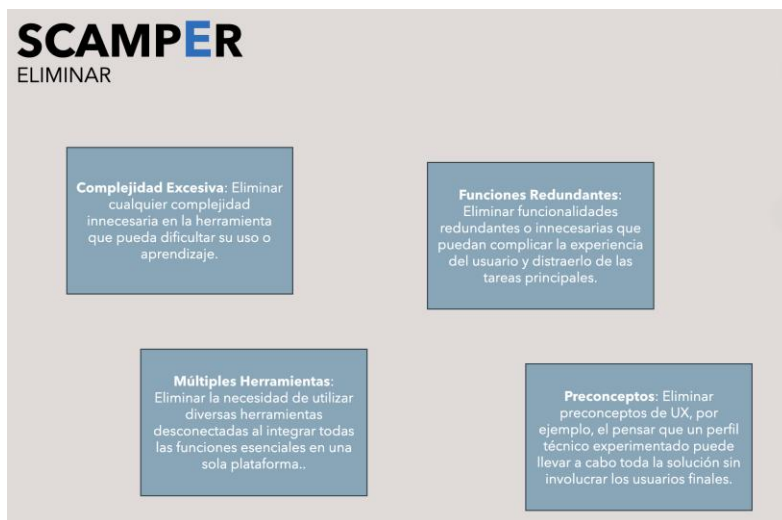 SCAMPER
ELIMINAR
Complejidad Excesiva: Eliminar
cualquier complejidad
innecesaria en la herramienta
que pueda dificultar su uso o
aprendizaje.
Funciones Redundantes:
Eliminar funcionalidades
redundantes o innecesarias que
puedan complicar la experiencia
del usuario y distraerlo de las
tareas principales.
Múltiples Herramientas:
Eliminar la necesidad de utilizar
diversas herramientas
desconectadas al integrar todas
las funciones esenciales en una
sola plataforma..
Preconceptos: Eliminar
preconceptos de UX, por
ejemplo, el pensar que un perfil
técnico experimentado puede
llevar a cabo toda la solución sin
involucrar los usuarios finales.